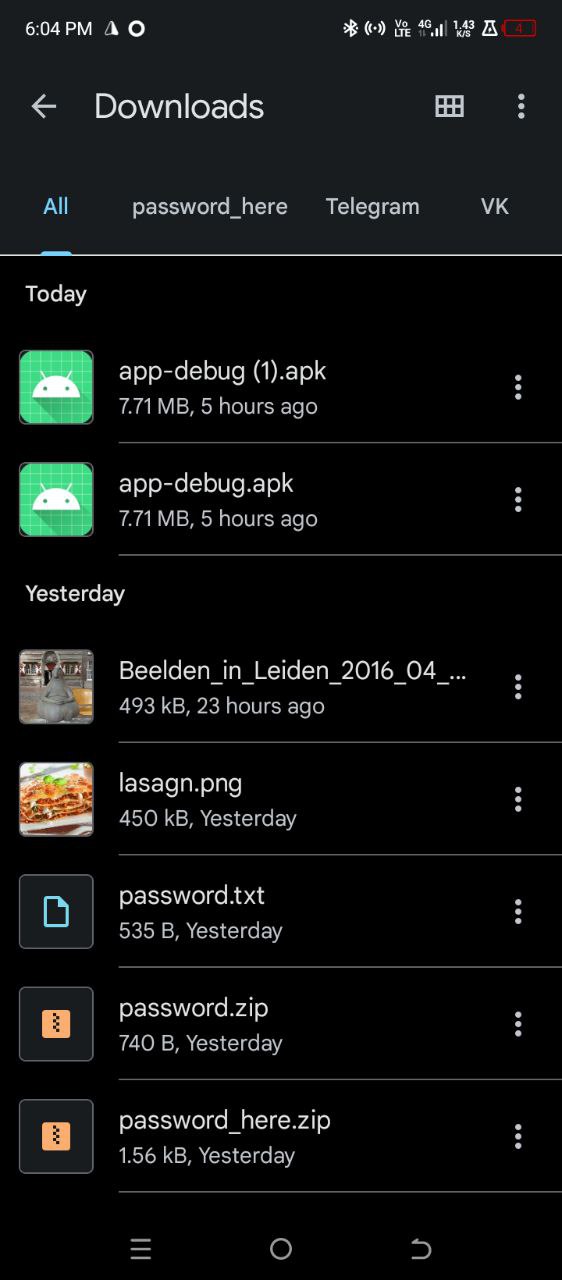 6:04 PM
Vo LTE 4G 1.43 K/S 4
Downloads
All password_here Telegram VK
Today
app-debug (1).apk
7.71 MB, 5 hours ago
app-debug.apk
7.71 MB, 5 hours ago
Yesterday
Beelden_in_Leiden_2016_04_...
493 kB, 23 hours ago
lasagn.png
450 kB, Yesterday
password.txt
535 B, Yesterday
password.zip
740 B, Yesterday
password_here.zip
1.56 kB, Yesterday